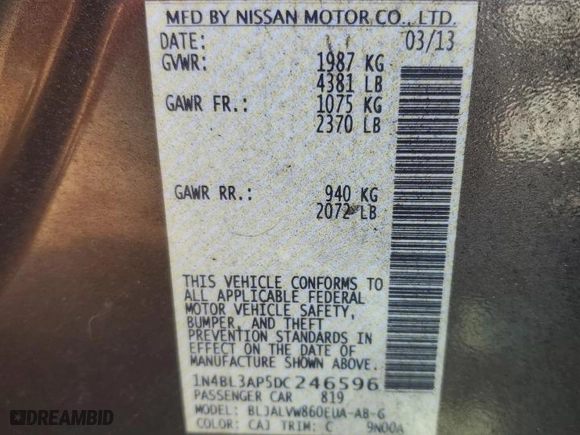 MFD BY NISSAN MOTOR CO., LTD.
DATE: 03/13
GVWR: 1987 KG
4381 LB
GAWR FR.: 1075 KG
2370 LB
GAWR RR.: 940 KG
2072 LB
THIS VEHICLE CONFORMS TO
ALL APPLICABLE FEDERAL
MOTOR VEHICLE SAFETY,
BUMPER, AND THEFT
PREVENTION STANDARDS IN
EFFECT ON THE DATE OF
MANUFACTURE SHOWN ABOVE.
1N4BL3AP5DC246596
PASSENGER CAR 819
MODEL: BLJALVW860EUA-AB-G
COLOR: CAJ TRIM: C 9N00A
DREAMBID